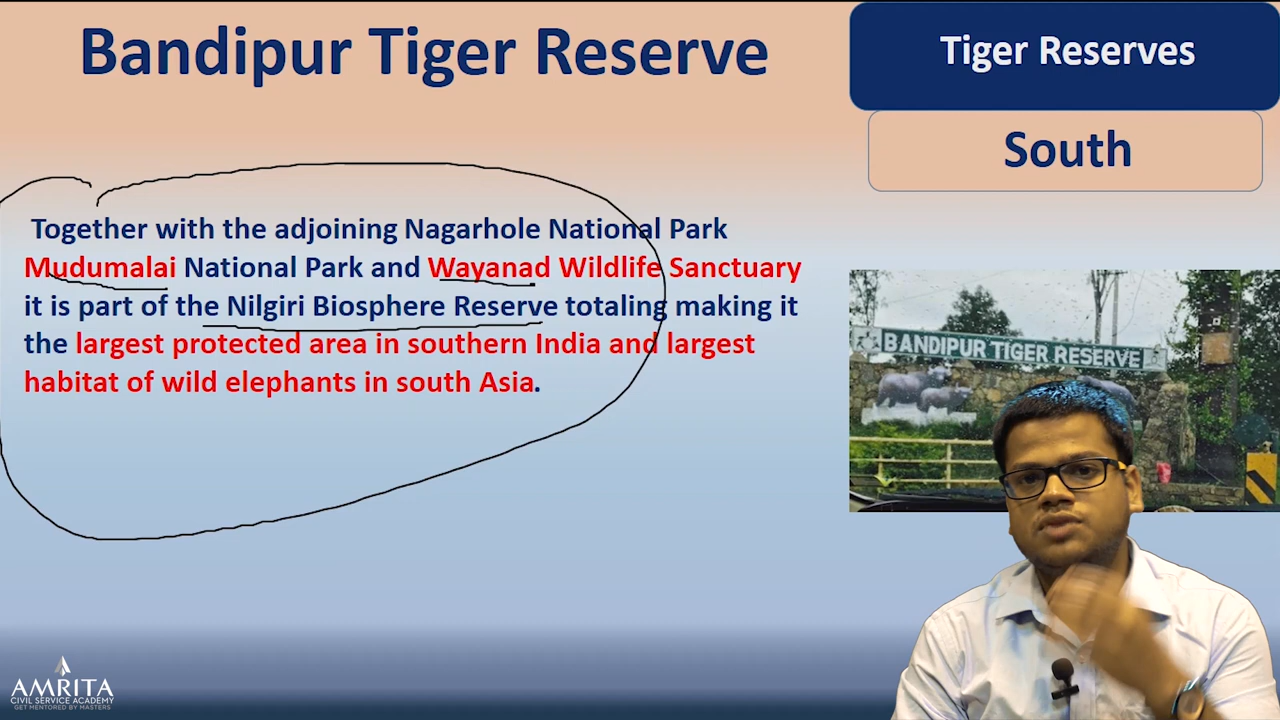 Bandipur Tiger Reserve
Tiger Reserves
South
Together with the adjoining Nagarhole National Park
Mudumalai National Park and Wayanad Wildlife Sanctuary
it is part of the Nilgiri Biosphere Reserve totaling making it
the largest protected area in southern India and largest
habitat of wild elephants in south Asia.
BANDIPUR TIGER RESERVE
AMRITA
CIVIL SERVICE ACADEMY
GET MENTORED BY MASTERS